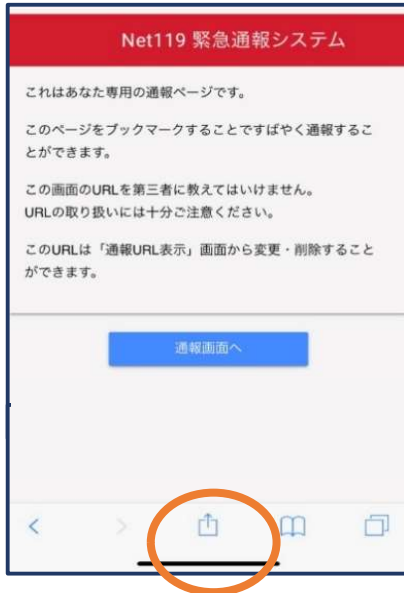 Net119 緊急通報システム
これはあなた専用の通報ページです。
このページをブックマークすることですばやく通報するこ
とができます。
この画面のURLを第三者に教えてはいけません。
URLの取り扱いには十分ご注意ください。
このURLは「通報URL表示」画面から変更・削除すること
ができます。
通報画面へ